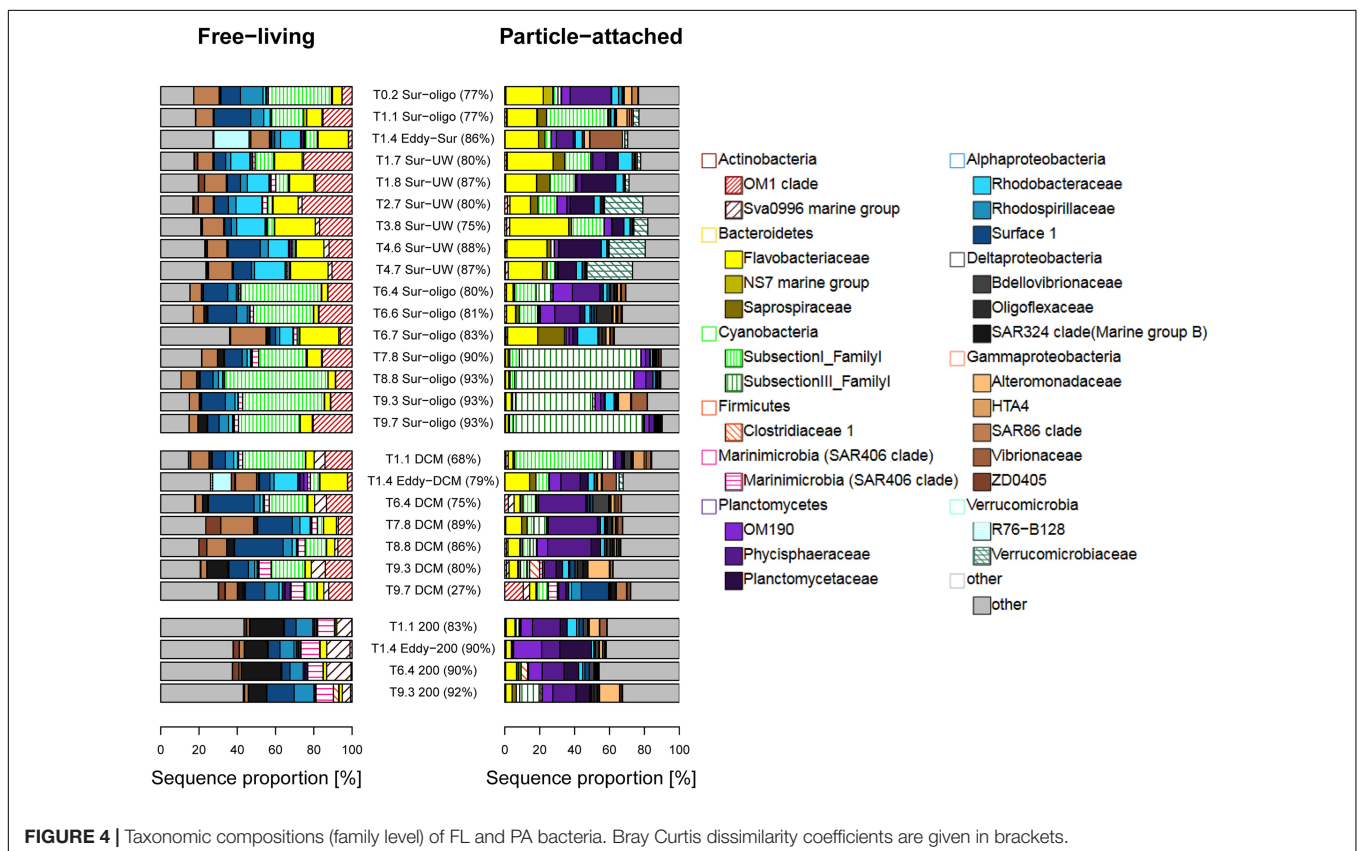 Free-living
Particle-attached
T0.2 Sur-oligo (77%)
T1.1 Sur-oligo (77%)
T1.4 Eddy-Sur (86%)
T1.7 Sur-UW (80%)
T1.8 Sur-UW (87%)
T2.7 Sur-UW (80%)
T3.8 Sur-UW (75%)
T4.6 Sur-UW (88%)
T4.7 Sur-UW (87%)
T6.4 Sur-oligo (80%)
T6.6 Sur-oligo (81%)
T6.7 Sur-oligo (83%)
T7.8 Sur-oligo (90%)
T8.8 Sur-oligo (93%)
T9.3 Sur-oligo (93%)
T9.7 Sur-oligo (93%)
T1.1 DCM (68%)
T1.4 Eddy-DCM (79%)
T6.4 DCM (75%)
T7.8 DCM (89%)
T8.8 DCM (86%)
T9.3 DCM (80%)
T9.7 DCM (27%)
T1.1 200 (83%)
T1.4 Eddy-200 (90%)
T6.4 200 (90%)
T9.3 200 (92%)
0 20 40 60 80 100
Sequence proportion [%]
0 20 40 60 80 100
Sequence proportion [%]
Actinobacteria
OM1 clade
Sva0996 marine group
Bacteroidetes
Flavobacteriaceae
NS7 marine group
Saprospiraceae
Cyanobacteria
SubsectionI_FamilyI
SubsectionIII_FamilyI
Firmicutes
Clostridiaceae 1
Marinimicrobia (SAR406 clade)
Marinimicrobia (SAR406 clade)
Planctomycetes
OM190
Phycisphaeraceae
Planctomycetaceae
Alphaproteobacteria
Rhodobacteraceae
Rhodospirillaceae
Surface 1
Deltaproteobacteria
Bdellovibrionaceae
Oligoflexaceae
SAR324 clade(Marine group B)
Gammaproteobacteria
Alteromonadaceae
HTA4
SAR86 clade
Vibrionaceae
ZD0405
Verrucomicrobia
R76-B128
Verrucomicrobiaceae
other
other
FIGURE 4 | Taxonomic compositions (family level) of FL and PA bacteria. Bray Curtis dissimilarity coefficients are given in brackets.